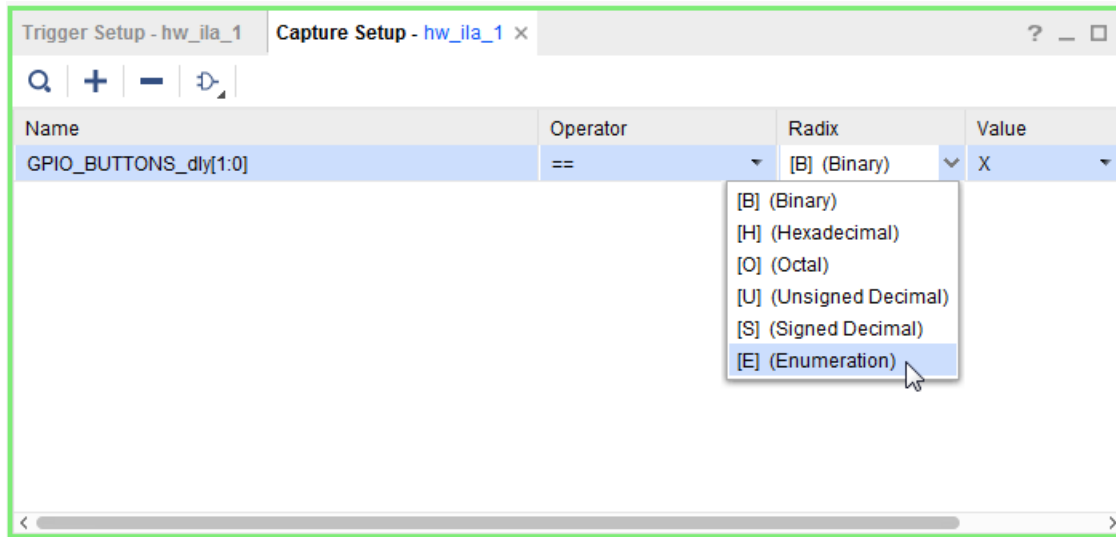 Trigger Setup - hw_ila_1 Capture Setup - hw_ila_1
Name Operator Radix Value
GPIO_BUTTONS_dly[1:0] == [B] (Binary) X
[B] (Binary)
[H] (Hexadecimal)
[O] (Octal)
[U] (Unsigned Decimal)
[S] (Signed Decimal)
[E] (Enumeration)